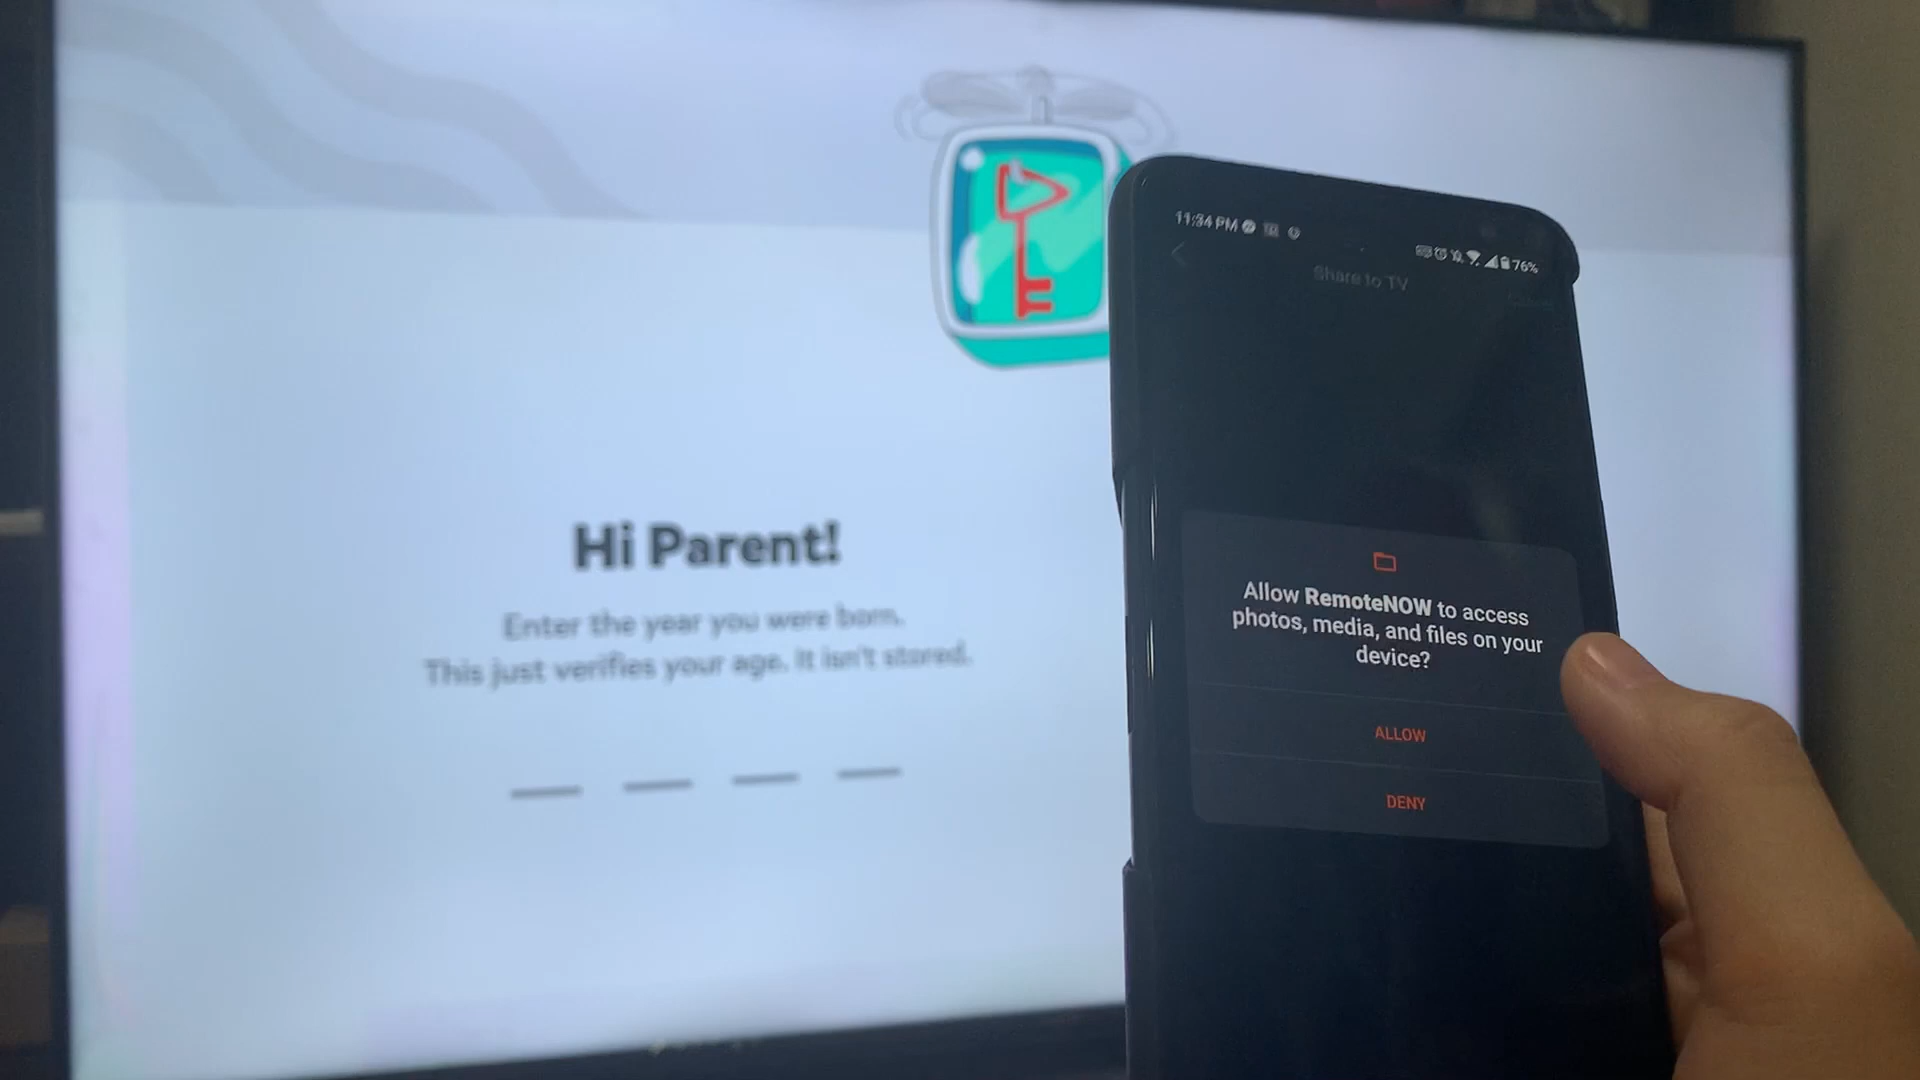 Hi Parent!
Enter the year you were born.
This just verifies your age. It isn't stored.
11:34 PM
76%
Share to TV
Allow RemoteNOW to access
photos, media, and files on your
device?
ALLOW
DENY